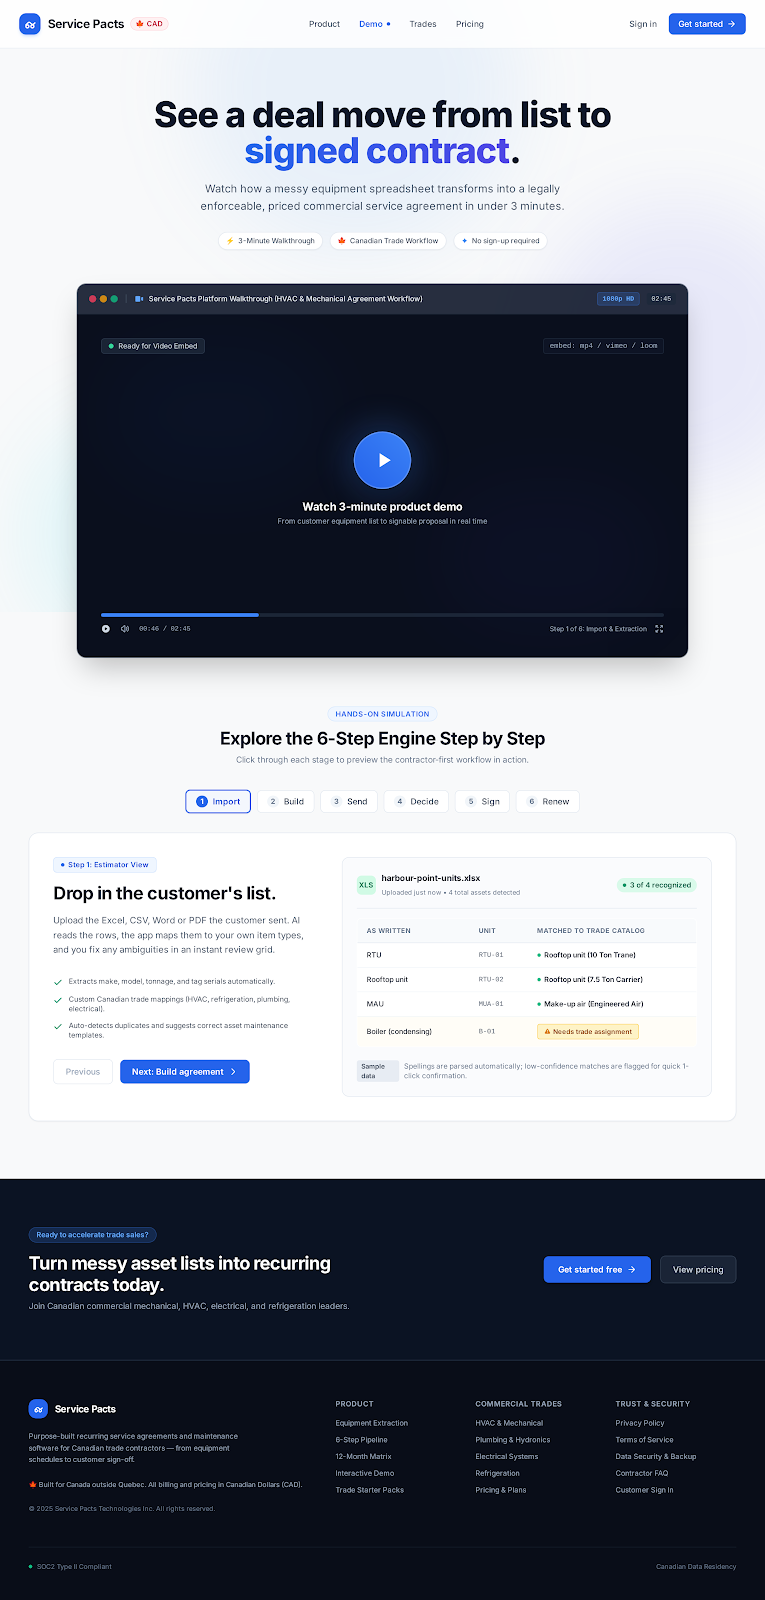 Service Pacts
CAD
Product
Demo
Trades
Pricing
Sign in
Get started →
See a deal move from list to
signed contract.
Watch how a messy equipment spreadsheet transforms into a legally
enforceable, priced commercial service agreement in under 3 minutes.
3-Minute Walkthrough
Canadian Trade Workflow
No sign-up required
Service Pacts Platform Walkthrough (HVAC & Mechanical Agreement Workflow)
1080p HD
02:45
Ready for Video Embed
embed: mp4 / vimeo / loom
Watch 3-minute product demo
From customer equipment list to signable proposal in real time
00:46 / 02:45
Step 1 of 6: Import & Extraction
HANDS-ON SIMULATION
Explore the 6-Step Engine Step by Step
Click through each stage to preview the contractor-first workflow in action.
1 Import
2 Build
3 Send
4 Decide
5 Sign
6 Renew
Step 1: Estimator View
Drop in the customer's list.
Upload the Excel, CSV, Word or PDF the customer sent. AI
reads the rows, the app maps them to your own item types,
and you fix any ambiguities in an instant review grid.
Extracts make, model, tonnage, and tag serials automatically.
Custom Canadian trade mappings (HVAC, refrigeration, plumbing,
electrical).
Auto-detects duplicates and suggests correct asset maintenance
templates.
Previous
Next: Build agreement
XLS
harbour-point-units.xlsx
Uploaded just now • 4 total assets detected
3 of 4 recognized
AS WRITTEN
UNIT
MATCHED TO TRADE CATALOG
RTU
RTU-01
Rooftop unit (10 Ton Trane)
Rooftop unit
RTU-02
Rooftop unit (7.5 Ton Carrier)
MAU
MUA-01
Make-up air (Engineered Air)
Boiler (condensing)
B-01
Needs trade assignment
Sample
data
Spellings are parsed automatically; low-confidence matches are flagged for quick 1-
click confirmation.
Ready to accelerate trade sales?
Turn messy asset lists into recurring
contracts today.
Join Canadian commercial mechanical, HVAC, electrical, and refrigeration leaders.
Get started free →
View pricing
Service Pacts
Purpose-built recurring service agreements and maintenance
software for Canadian trade contractors — from equipment
schedules to customer sign-off.
Built for Canada outside Quebec. All billing and pricing in Canadian Dollars (CAD).
© 2025 Service Pacts Technologies Inc. All rights reserved.
PRODUCT
Equipment Extraction
6-Step Pipeline
12-Month Matrix
Interactive Demo
Trade Starter Packs
COMMERCIAL TRADES
HVAC & Mechanical
Plumbing & Hydronics
Electrical Systems
Refrigeration
Pricing & Plans
TRUST & SECURITY
Privacy Policy
Terms of Service
Data Security & Backup
Contractor FAQ
Customer Sign In
SOC2 Type II Compliant
Canadian Data Residency